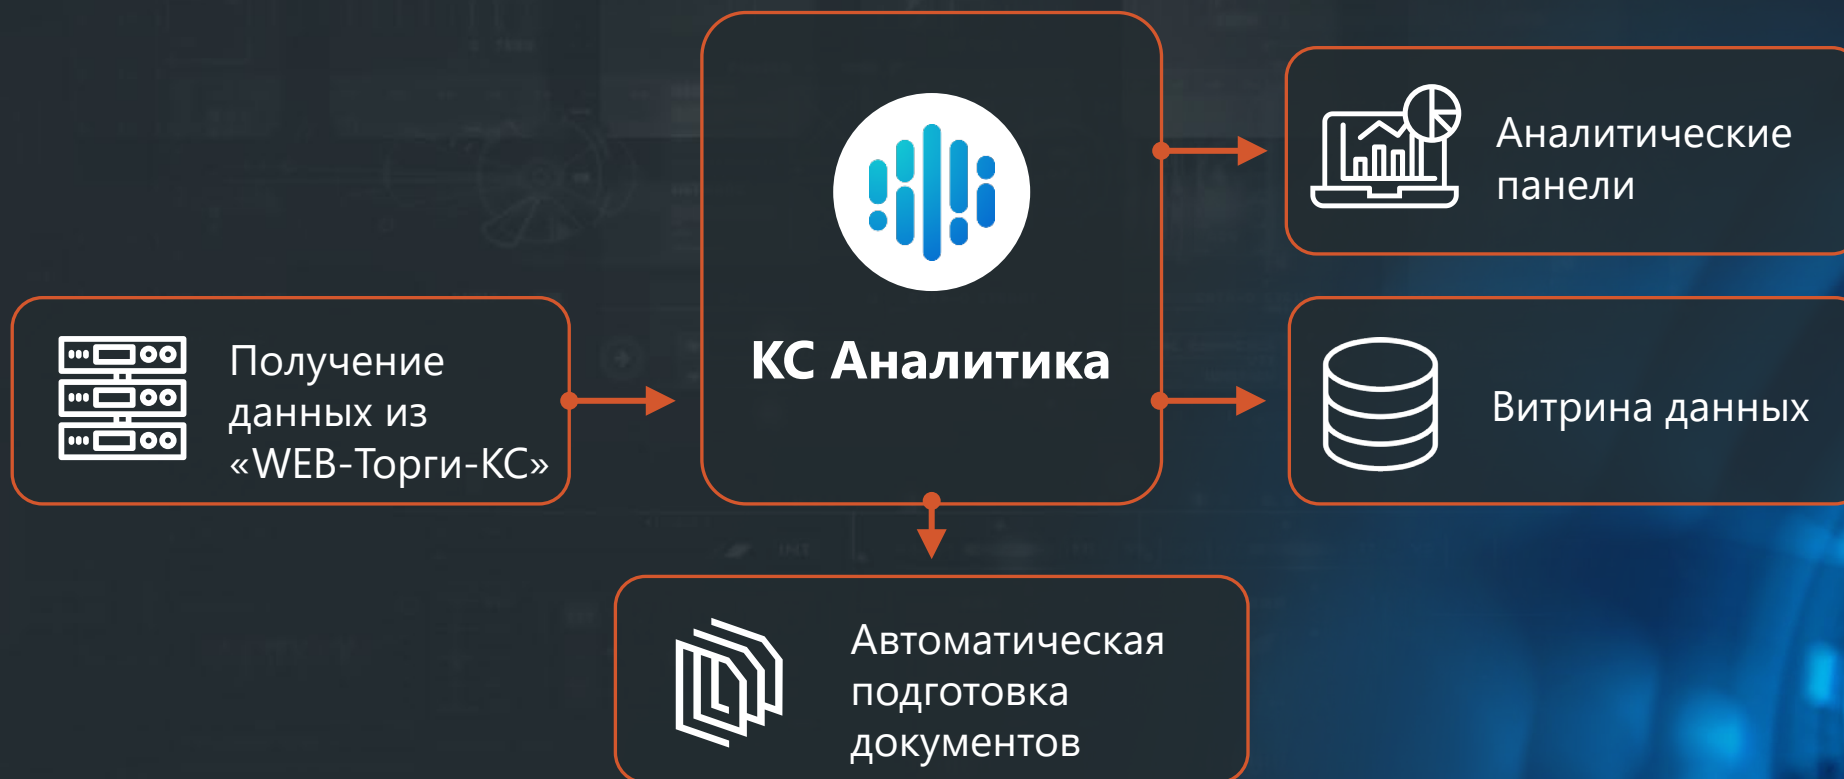 Получение
данных из
«WEB-Торги-КС»
КС Аналитика
Аналитические
панели
Витрина данных
Автоматическая
подготовка
документов